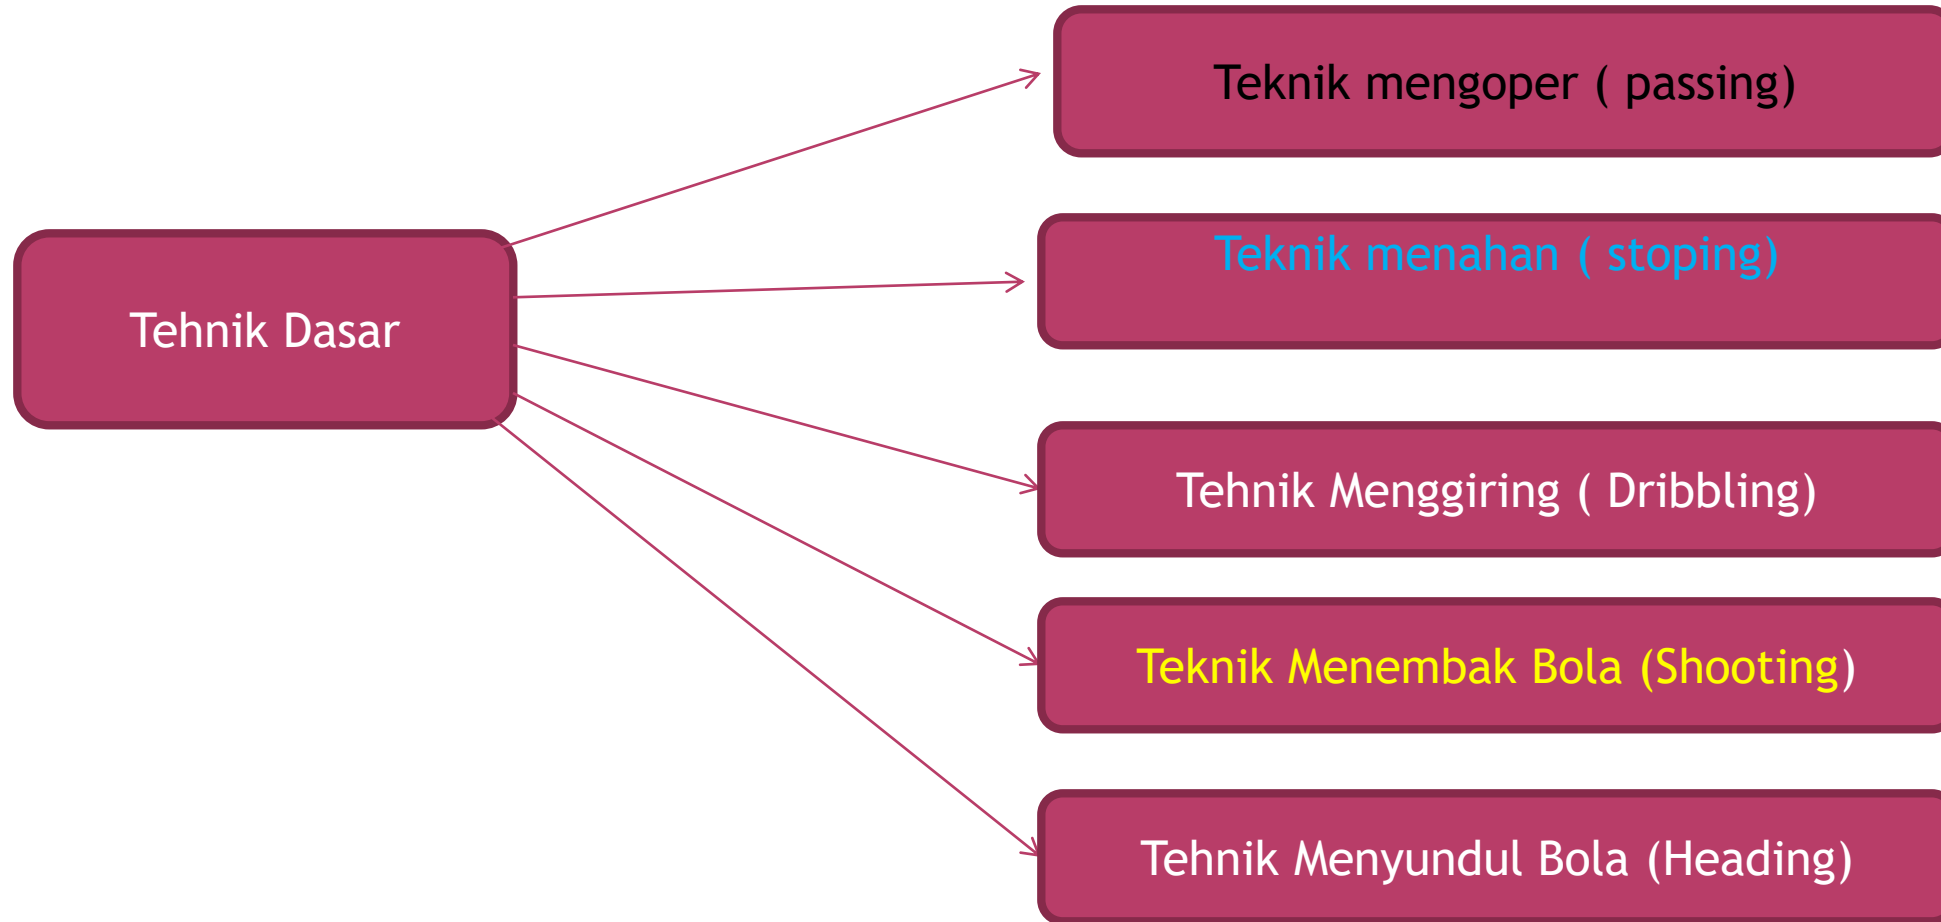 Tehnik Dasar
Teknik mengoper ( passing)
Teknik menahan ( stoping)
Tehnik Menggiring ( Dribbling)
Teknik Menembak Bola (Shooting)
Tehnik Menyundul Bola (Heading)